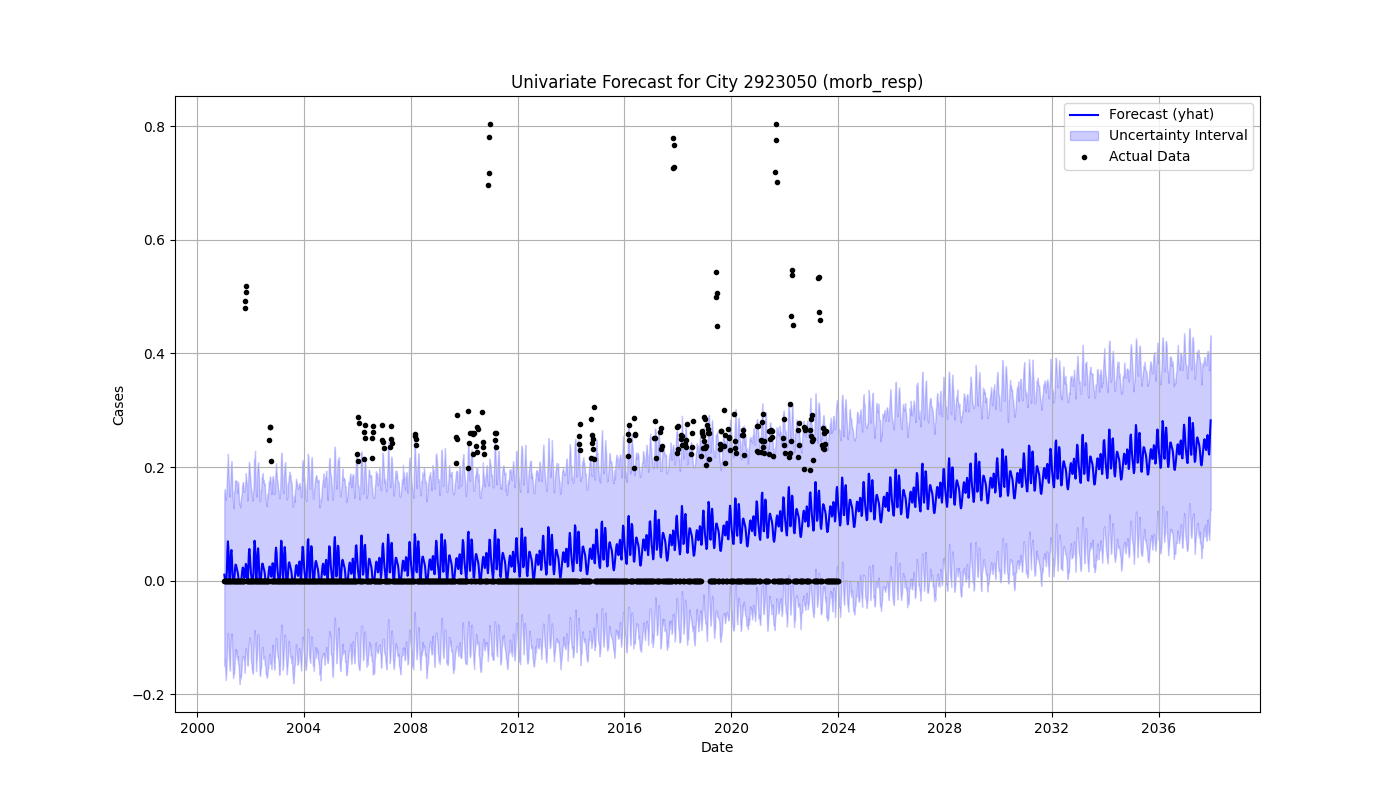 Univariate Forecast for City 2923050 (morb_resp)
Forecast (yhat)
Uncertainty Interval
Actual Data
Cases
0.8
0.6
0.4
0.2
0.0
−0.2
2000
2004
2008
2012
2016
2020
2024
2028
2032
2036
Date